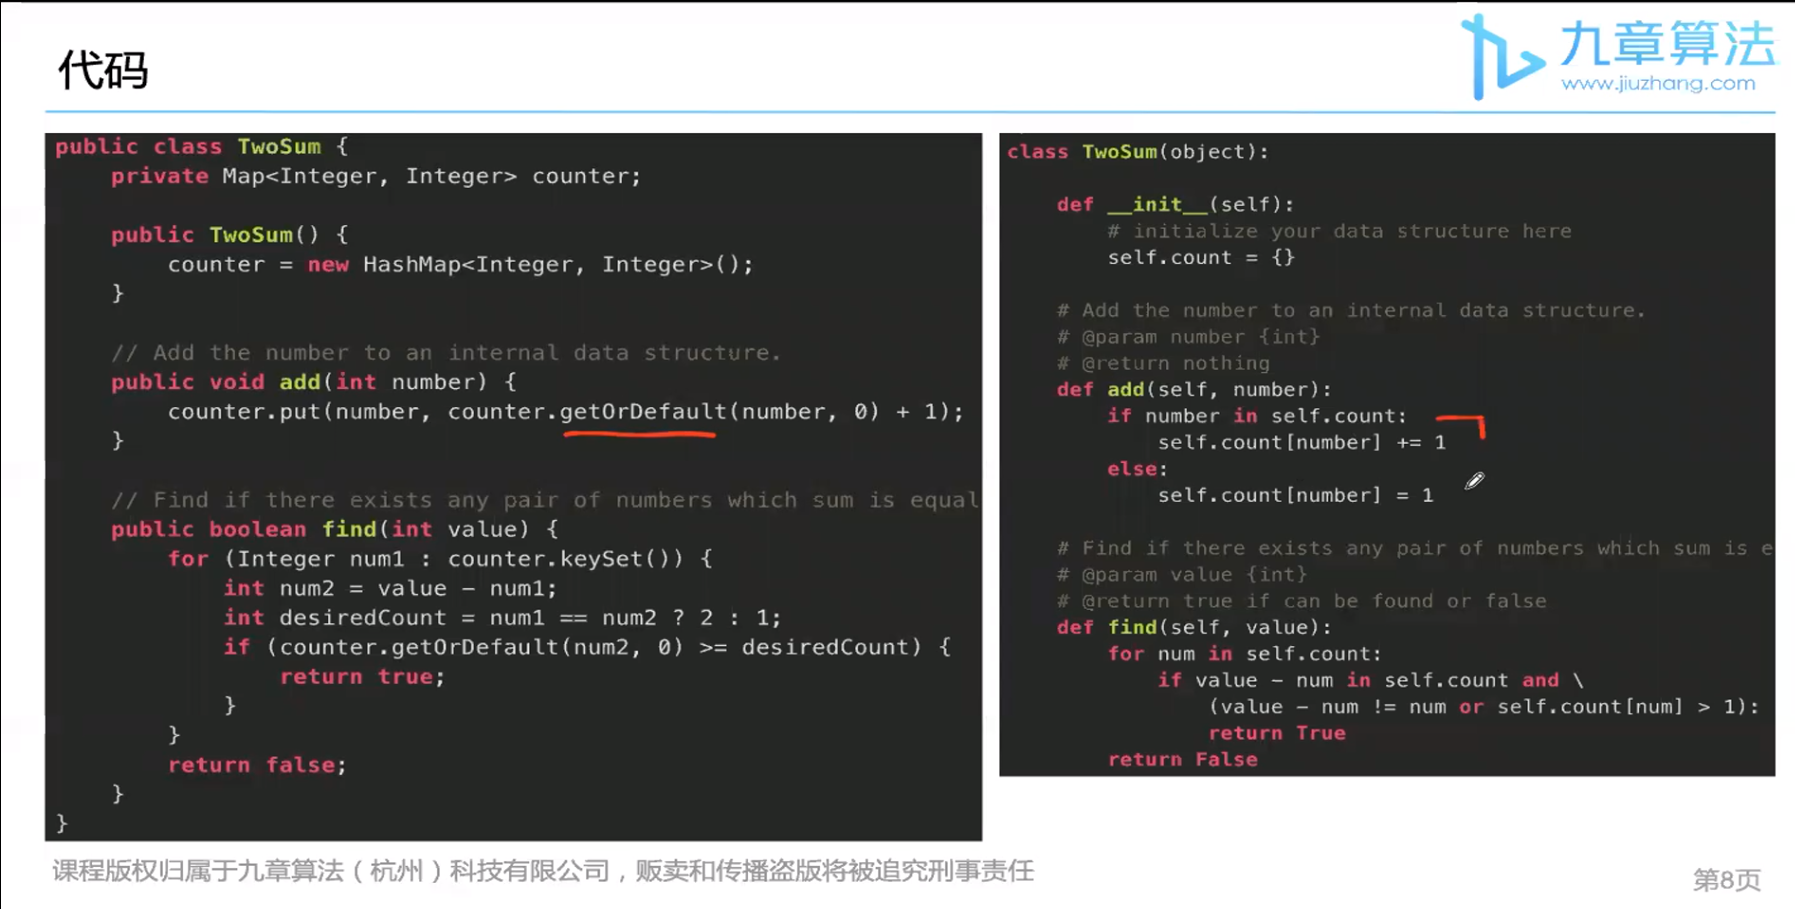 代码
九章算法
www.jiuzhang.com
public class TwoSum {
    private Map<Integer, Integer> counter;
    public TwoSum() {
        counter = new HashMap<Integer, Integer>();
    }
    // Add the number to an internal data structure.
    public void add(int number) {
        counter.put(number, counter.getOrDefault(number, 0) + 1);
    }
    // Find if there exists any pair of numbers which sum is equal
    public boolean find(int value) {
        for (Integer num1 : counter.keySet()) {
            int num2 = value - num1;
            int desiredCount = num1 == num2 ? 2 : 1;
            if (counter.getOrDefault(num2, 0) >= desiredCount) {
                return true;
            }
        }
        return false;
    }
}
class TwoSum(object):
    def __init__(self):
        # initialize your data structure here
        self.count = {}
    # Add the number to an internal data structure.
    # @param number {int}
    # @return nothing
    def add(self, number):
        if number in self.count:
            self.count[number] += 1
        else:
            self.count[number] = 1
    # Find if there exists any pair of numbers which sum is e
    # @param value {int}
    # @return true if can be found or false
    def find(self, value):
        for num in self.count:
            if value - num in self.count and \
                (value - num != num or self.count[num] > 1):
                return True
        return False
课程版权归属于九章算法（杭州）科技有限公司，贩卖和传播盗版将被追究刑事责任
第8页